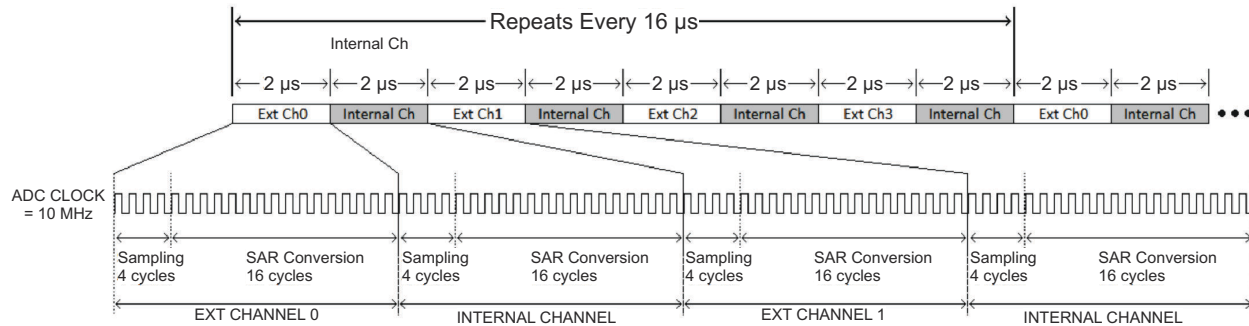 Repeats Every 16 µs
Internal Ch
2 µs 2 µs 2 µs 2 µs 2 µs 2 µs 2 µs 2 µs 2 µs 2 µs
Ext Ch0 Internal Ch Ext Ch1 Internal Ch Ext Ch2 Internal Ch Ext Ch3 Internal Ch Ext Ch0 Internal Ch
ADC CLOCK
= 10 MHz
Sampling SAR Conversion Sampling SAR Conversion Sampling SAR Conversion Sampling SAR Conversion
4 cycles 16 cycles 4 cycles 16 cycles 4 cycles 16 cycles 4 cycles 16 cycles
EXT CHANNEL 0 INTERNAL CHANNEL EXT CHANNEL 1 INTERNAL CHANNEL